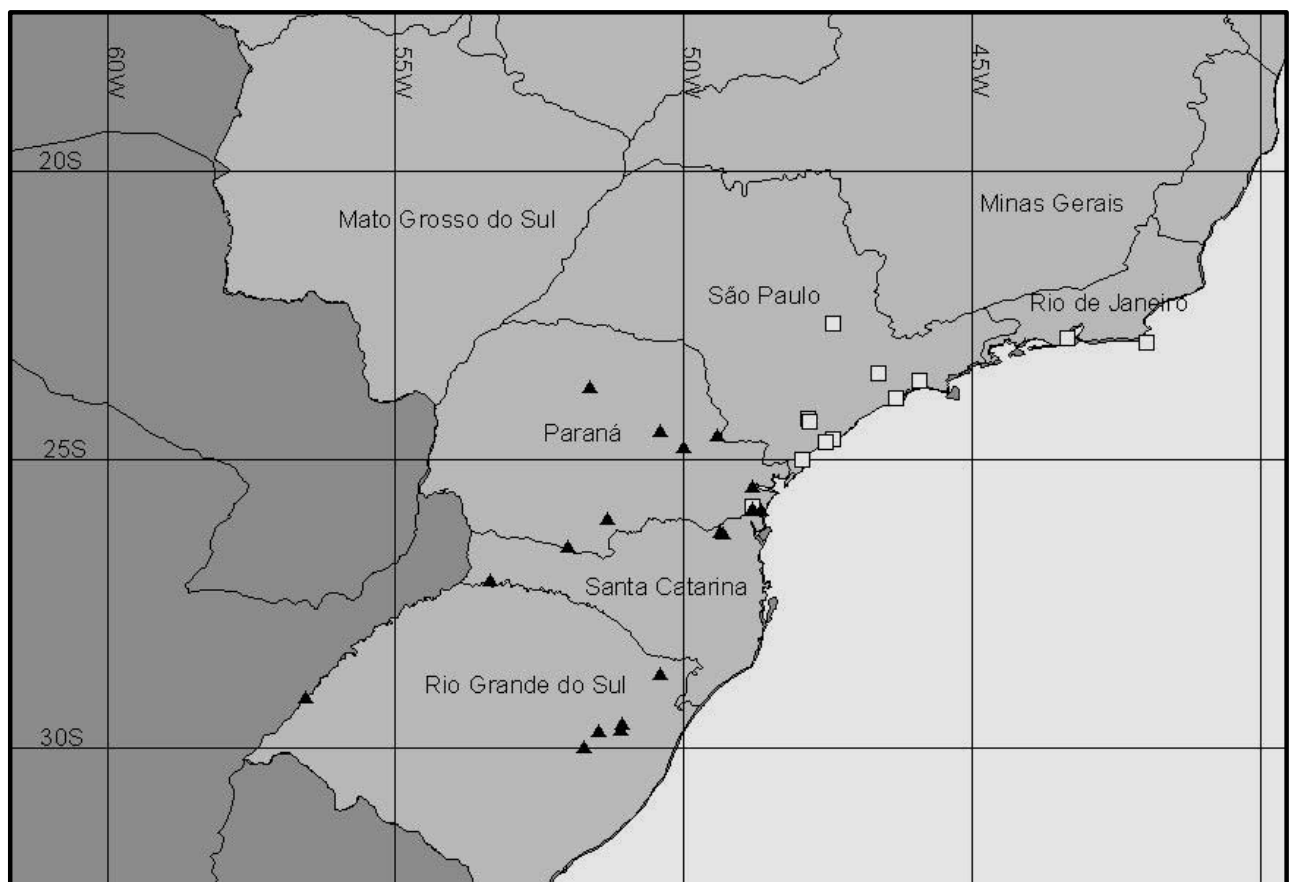 60W
55W
50W
45W
20S
Minas Gerais
Mato Grosso do Sul
São Paulo
Rio de Janeiro
Paraná
25S
Santa Catarina
Rio Grande do Sul
30S